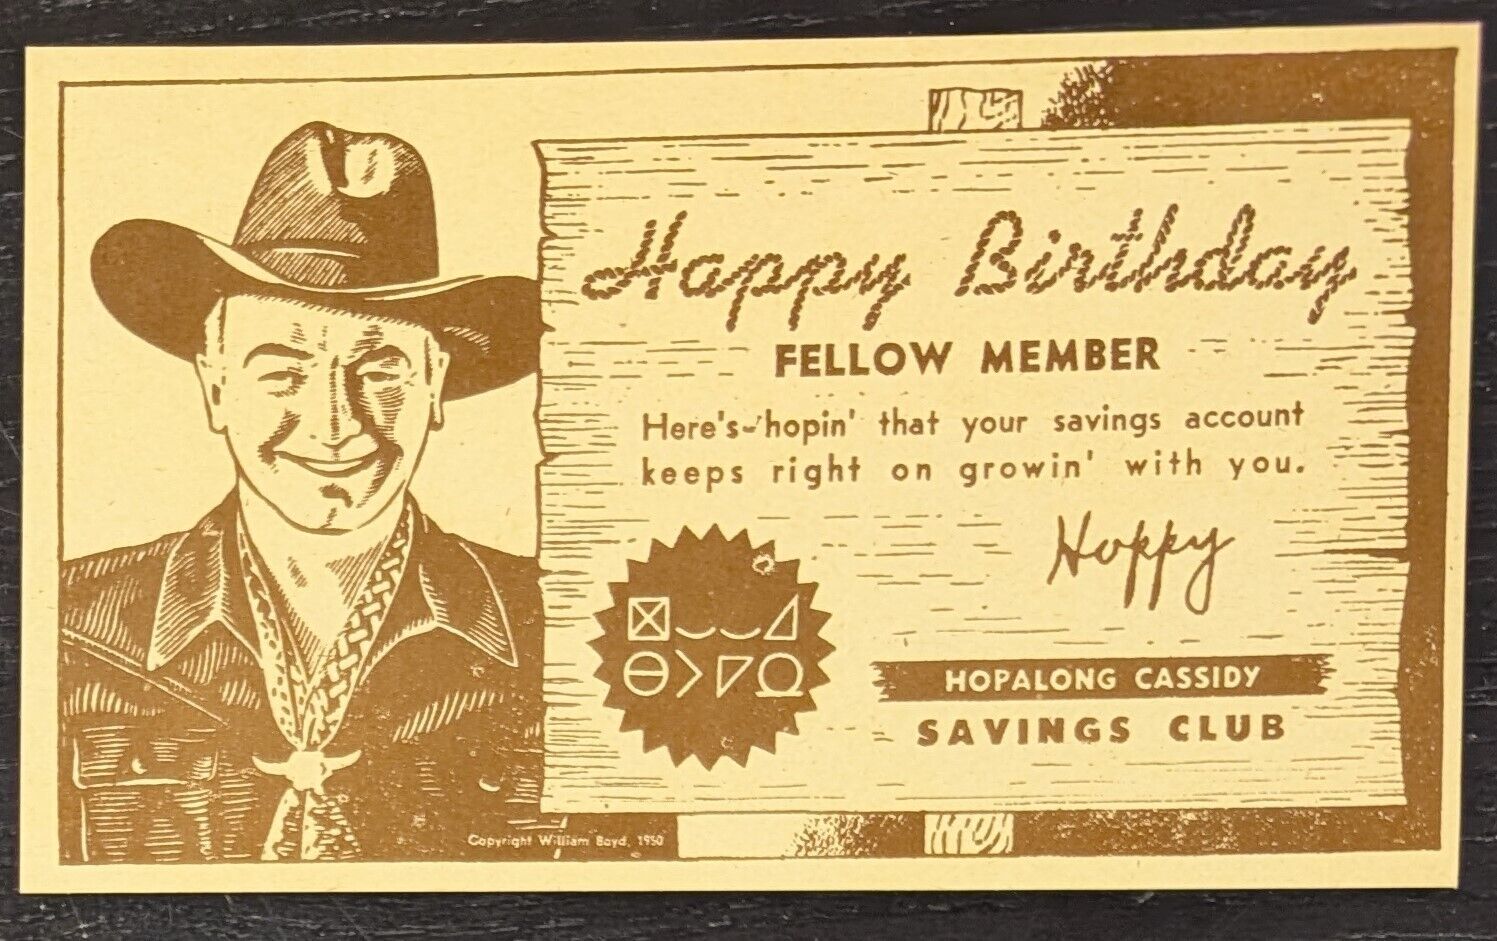 Happy Birthday
FELLOW MEMBER
Here's hopin' that your savings account
keeps right on growin' with you.
Hoppy
HOPALONG CASSIDY
SAVINGS CLUB
Copyright William Boyd, 1950